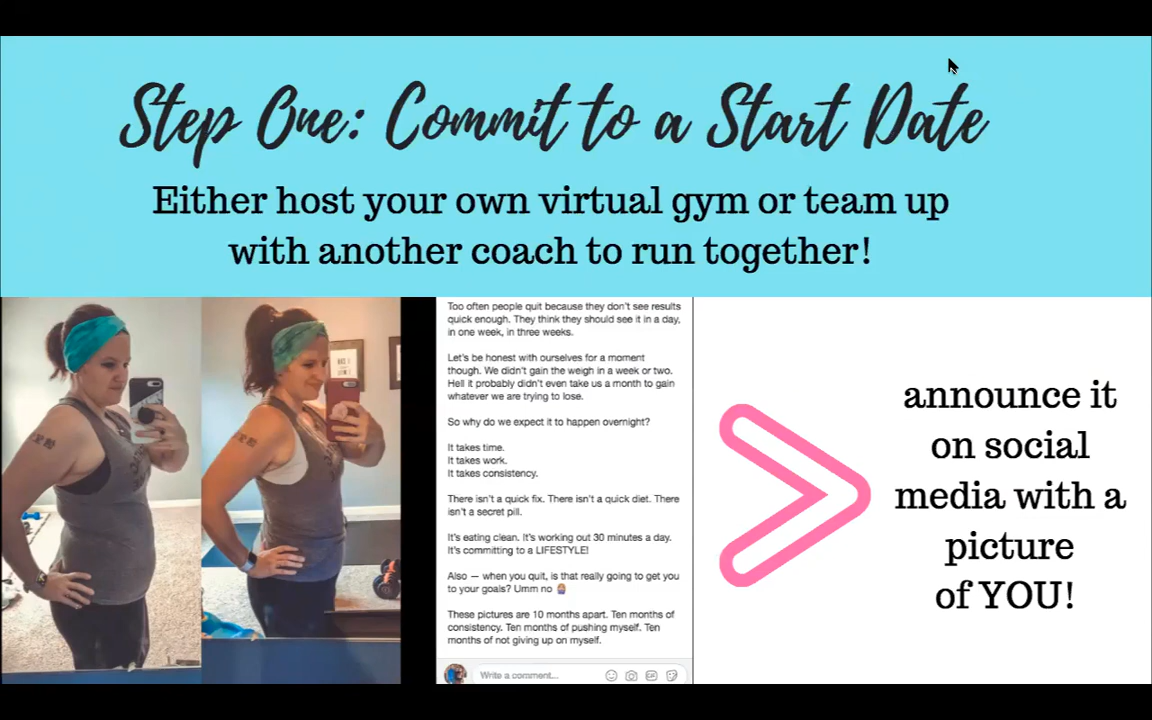 Step One: Commit to a Start Date
Either host your own virtual gym or team up
with another coach to run together!
Too often people quit because they don't see results
quick enough. They think they should see it in a day,
in one week, in three weeks.
Let's be honest with ourselves for a moment
though. We didn't gain the weigh in a week or two.
Hell it probably didn't even take us a month to gain
whatever we are trying to lose.
So why do we expect it to happen overnight?
It takes time.
It takes work.
It takes consistency.
There isn't a quick fix. There isn't a quick diet. There
isn't a secret pill.
It's eating clean. It's working out 30 minutes a day.
It's committing to a LIFESTYLE!
Also — when you quit, is that really going to get you
to your goals? Umm no 🤷🏼‍♀️
These pictures are 10 months apart. Ten months of
consistency. Ten months of pushing myself. Ten
months of not giving up on myself.
Write a comment...
GIF
announce it
on social
media with a
picture
of YOU!